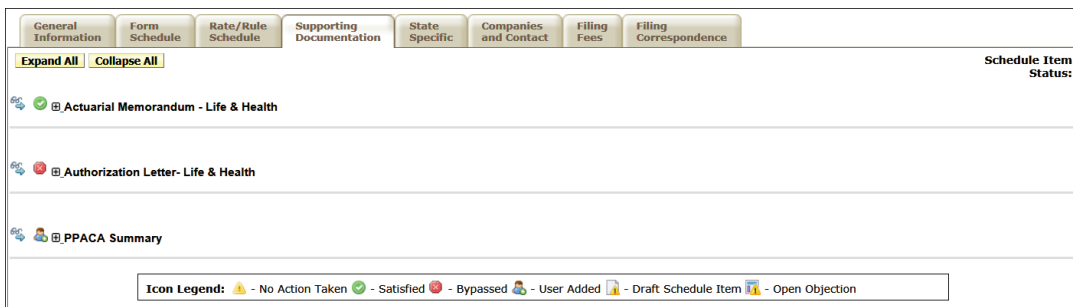 General Information
Form Schedule
Rate/Rule Schedule
Supporting Documentation
State Specific
Companies and Contact
Filing Fees
Filing Correspondence
Expand All Collapse All
Schedule Item
Status:
Actuarial Memorandum - Life & Health
Authorization Letter- Life & Health
PPACA Summary
Icon Legend: - No Action Taken - Satisfied - Bypassed - User Added - Draft Schedule Item - Open Objection